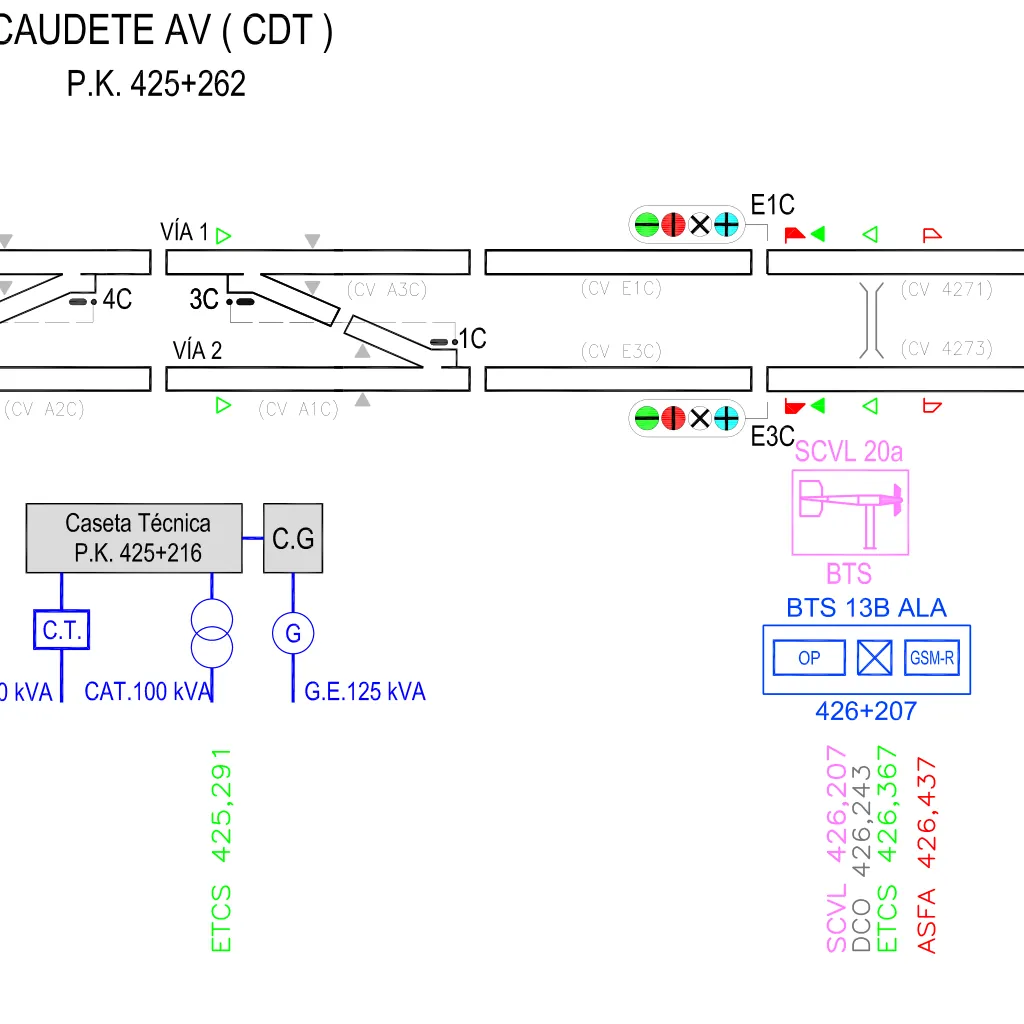 CAUDETE AV ( CDT )
P.K. 425+262
E1C
VÍA 1
(CV A3C)
(CV E1C)
(CV 4271)
4C
3C
1C
VÍA 2
(CV E3C)
(CV 4273)
(CV A2C)
(CV A1C)
E3C
SCVL 20a
Caseta Técnica
P.K. 425+216
C.G
BTS
BTS 13B ALA
C.T.
G
OP
GSM-R
0 kVA
CAT.100 kVA
G.E.125 kVA
426+207
ETCS 425,291
SCVL 426,207
DCO 426,243
ETCS 426,367
ASFA 426,437